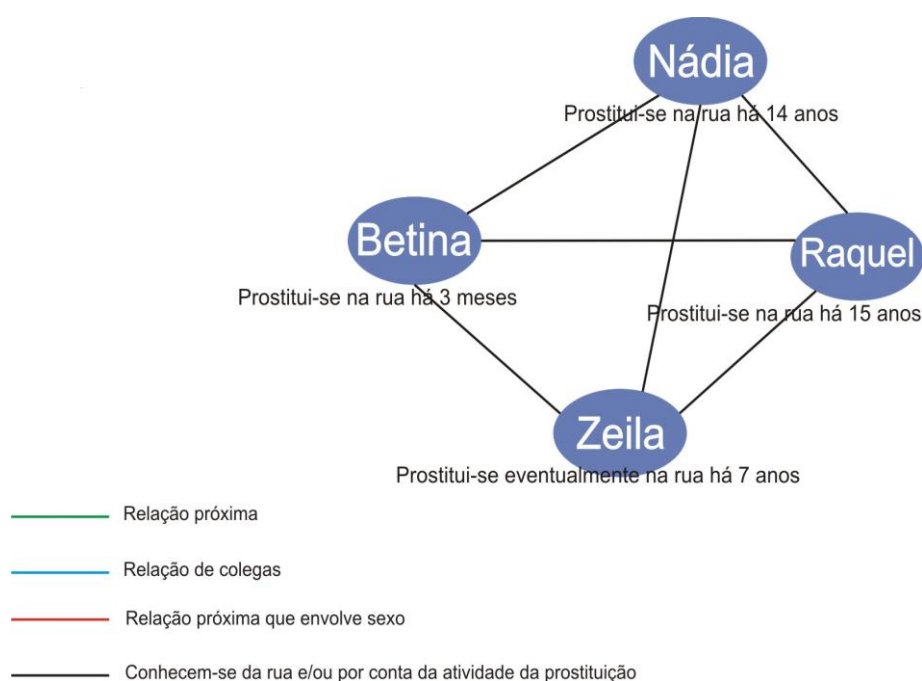 Nádia
Prostitui-se na rua há 14 anos
Betina
Raquel
Prostitui-se na rua há 3 meses
Prostitui-se na rua há 15 anos
Zeila
Prostitui-se eventualmente na rua há 7 anos
Relação próxima
Relação de colegas
Relação próxima que envolve sexo
Conhecem-se da rua e/ou por conta da atividade da prostituição